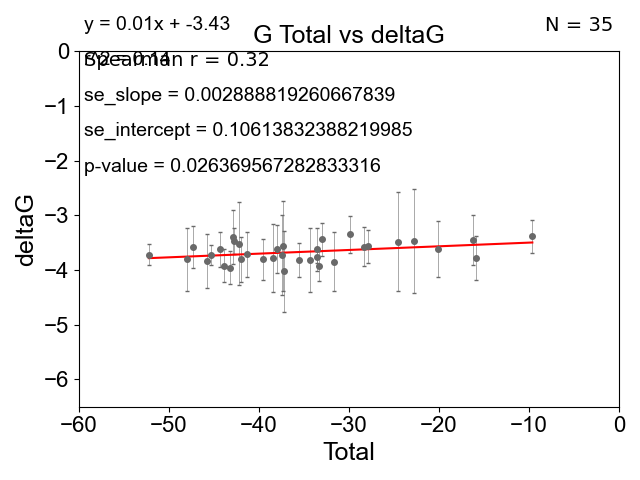 y = 0.01x + -3.43
N = 35
G Total vs deltaG
r^2 = 0.14
Spearman r = 0.32
se_slope = 0.002888819260667839
se_intercept = 0.10613832388219985
p-value = 0.026369567282833316
deltaG
0
−1
−2
−3
−4
−5
−6
−60
−50
−40
−30
−20
−10
0
Total